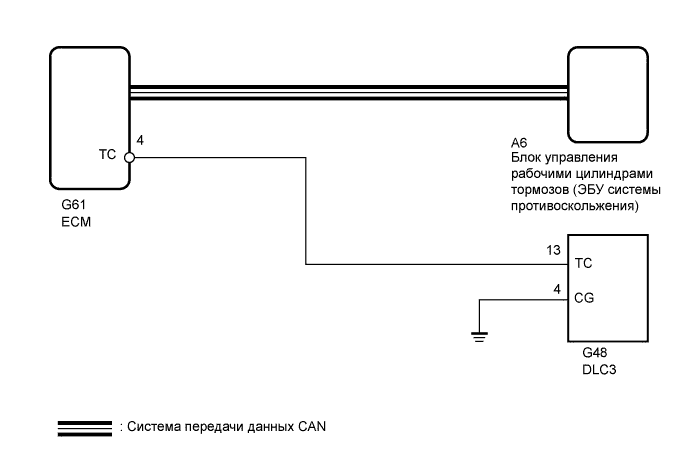 4
TC
G61
ECM
A6
Блок управления
рабочими цилиндрами
тормозов (ЭБУ системы
противоскольжения)
13
TC
4
CG
G48
DLC3
: Система передачи данных CAN